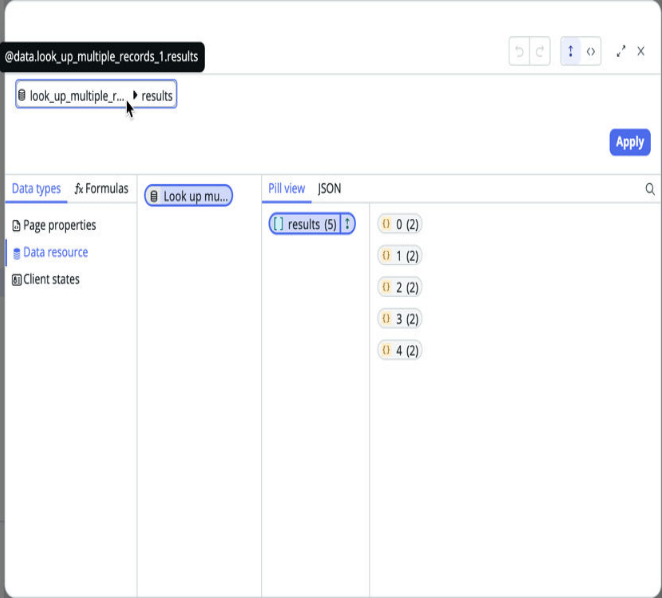 @data.look_up_multiple_records_1.results
look_up_multiple_r... results
Apply
Data types fx Formulas
Look up mu...
Pill view JSON
Page properties
Data resource
Client states
[ ] results (5)
{} 0 (2)
{} 1 (2)
{} 2 (2)
{} 3 (2)
{} 4 (2)